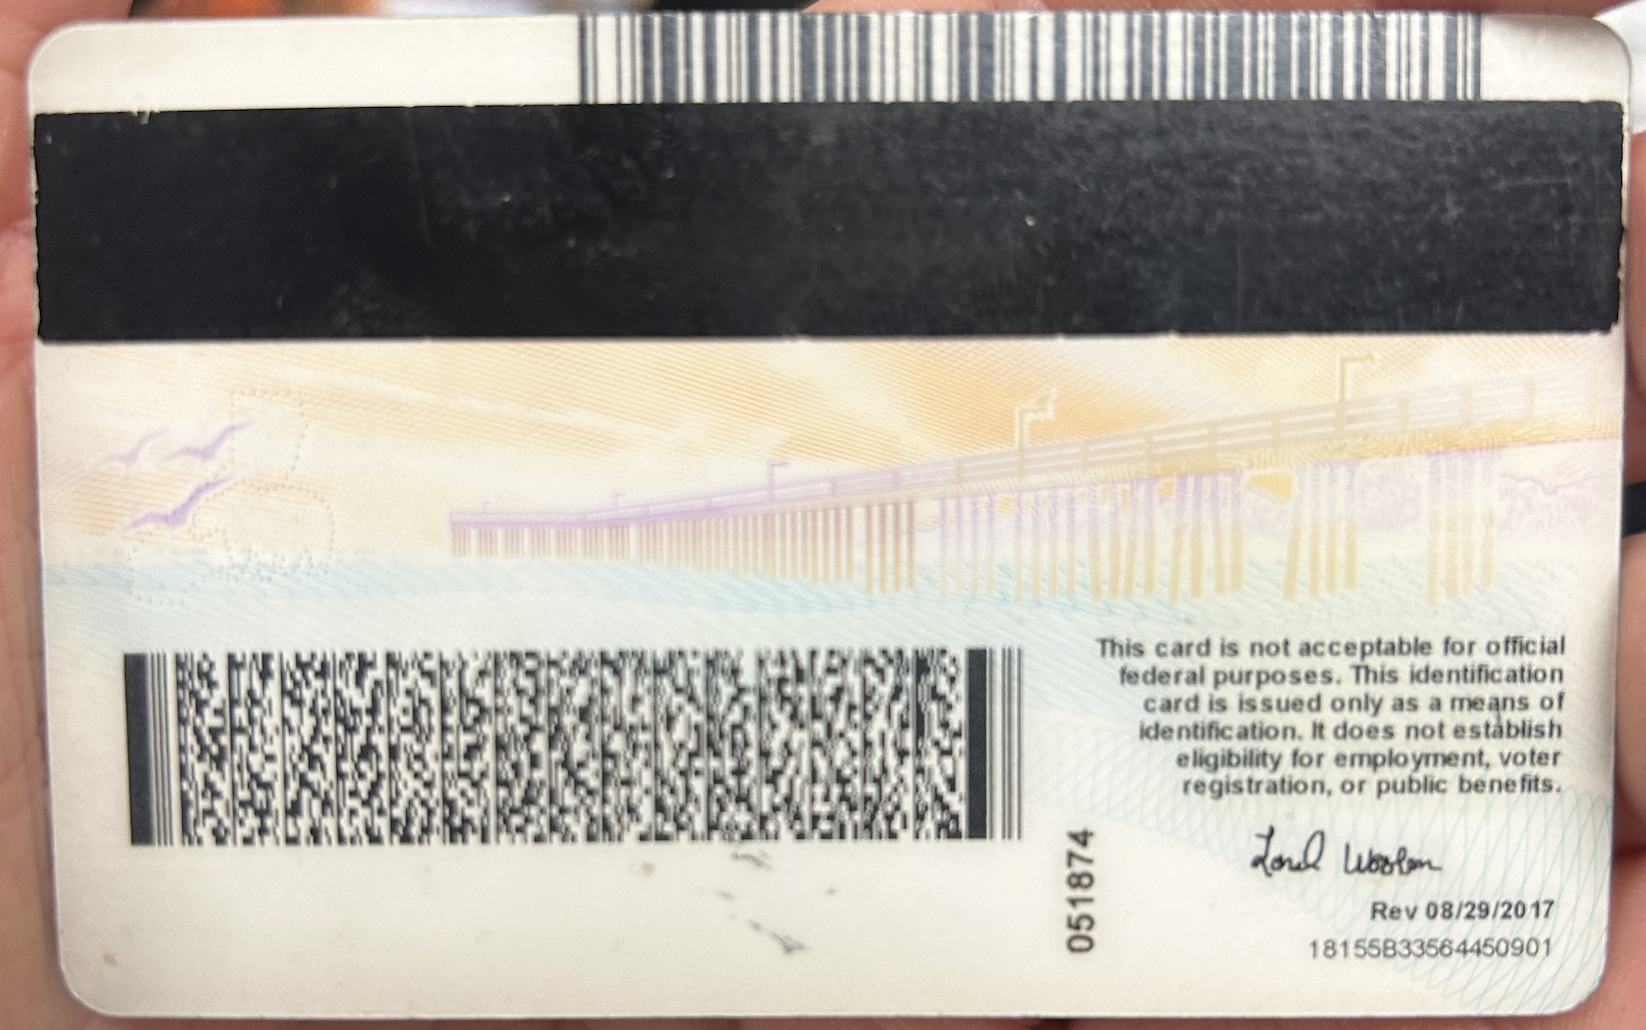 This card is not acceptable for official
federal purposes. This identification
card is issued only as a means of
identification. It does not establish
eligibility for employment, voter
registration, or public benefits.
051874
Rev 08/29/2017
18155B33564450901